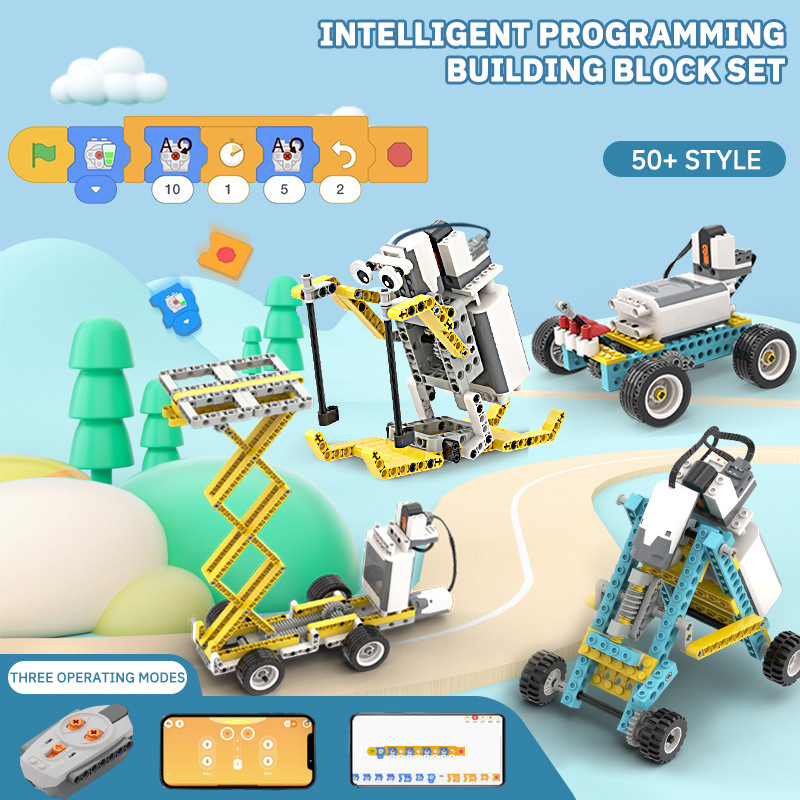 INTELLIGENT PROGRAMMING
BUILDING BLOCK SET
50+ STYLE
A
A
10
1
5
2
THREE OPERATING MODES